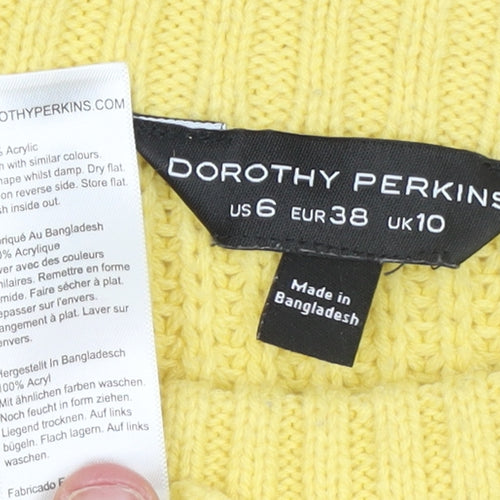 OTHYPERKINS.COM
% Acrylic
h with similar colours.
hape whilst damp. Dry flat.
on reverse side. Store flat.
sh inside out.
briqué Au Bangladesh
0% Acrylique
ver avec des couleurs
milaires. Remettre en forme
mide. Faire sécher à plat.
epasser sur l'envers.
angement à plat. Laver sur
envers.
Hergestellt In Bangladesch
100% Acryl
Mit ähnlichen farben waschen.
Noch feucht in form ziehen.
Liegend trocknen. Auf links
bügeln. Flach lagern. Auf links
waschen.
Fabricado E
DOROTHY PERKINS
US 6 EUR 38 UK 10
Made in
Bangladesh